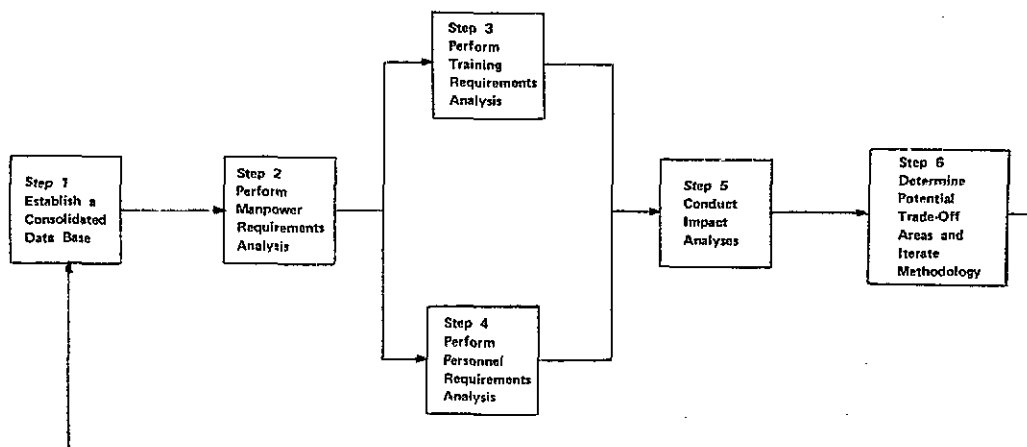 Step 1
Establish a
Consolidated
Data Base
Step 2
Perform
Manpower
Requirements
Analysis
Step 3
Perform
Training
Requirements
Analysis
Step 4
Perform
Personnel
Requirements
Analysis
Step 5
Conduct
Impact
Analyses
Step 6
Determine
Potential
Trade-Off
Areas and
Iterate
Methodology